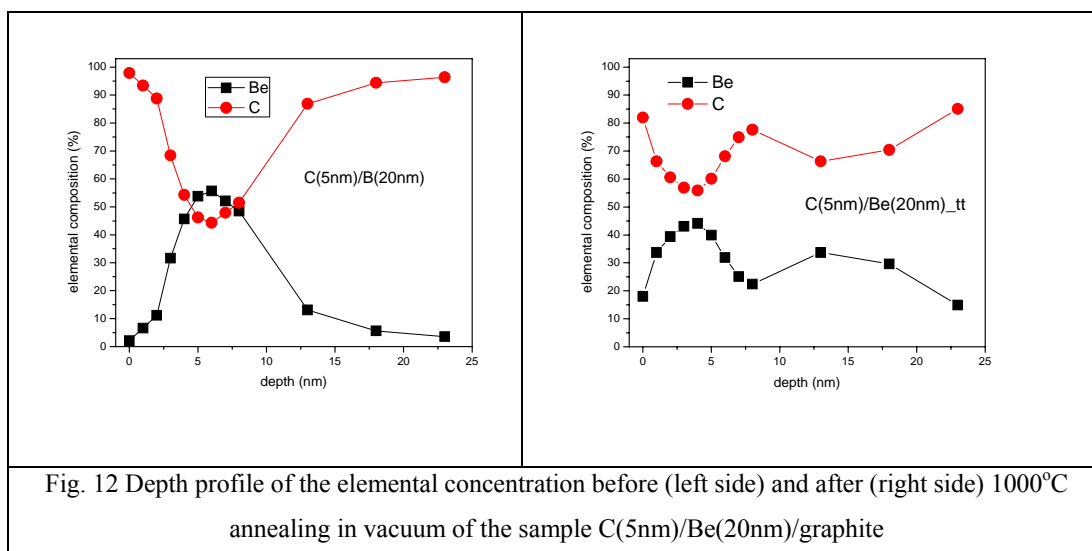 100
90
80
70
60
50
40
30
20
10
0
elemental composition (%)
Be
C
C(5nm)/B(20nm)
0 5 10 15 20 25
depth (nm)
100
90
80
70
60
50
40
30
20
10
0
elemental composition (%)
Be
C
C(5nm)/Be(20nm)_tt
0 5 10 15 20 25
depth (nm)
Fig. 12 Depth profile of the elemental concentration before (left side) and after (right side) 1000°C
annealing in vacuum of the sample C(5nm)/Be(20nm)/graphite